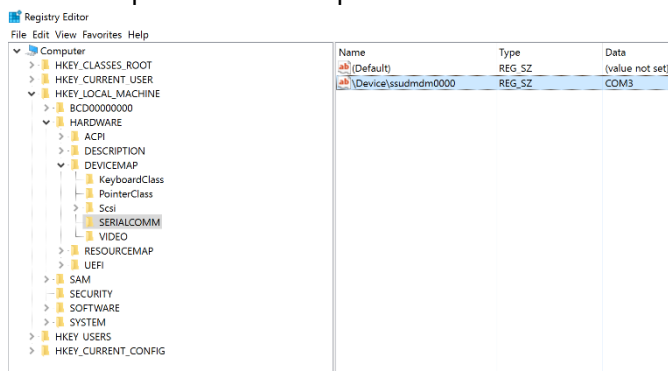 Registry Editor
File Edit View Favorites Help
Computer
HKEY_CLASSES_ROOT
HKEY_CURRENT_USER
HKEY_LOCAL_MACHINE
BCD00000000
HARDWARE
ACPI
DESCRIPTION
DEVICEMAP
KeyboardClass
PointerClass
Scsi
SERIALCOMM
VIDEO
RESOURCEMAP
UEFI
SAM
SECURITY
SOFTWARE
SYSTEM
HKEY_USERS
HKEY_CURRENT_CONFIG
Name Type Data
ab (Default) REG_SZ (value not set)
ab \Device\ssudmdm0000 REG_SZ COM3